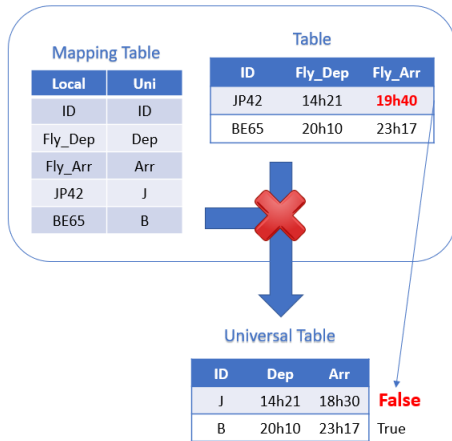 Mapping Table
Local Uni
ID ID
Fly_Dep Dep
Fly_Arr Arr
JP42 J
BE65 B
Table
ID Fly_Dep Fly_Arr
JP42 14h21 19h40
BE65 20h10 23h17
Universal Table
ID Dep Arr
J 14h21 18h30 False
B 20h10 23h17 True